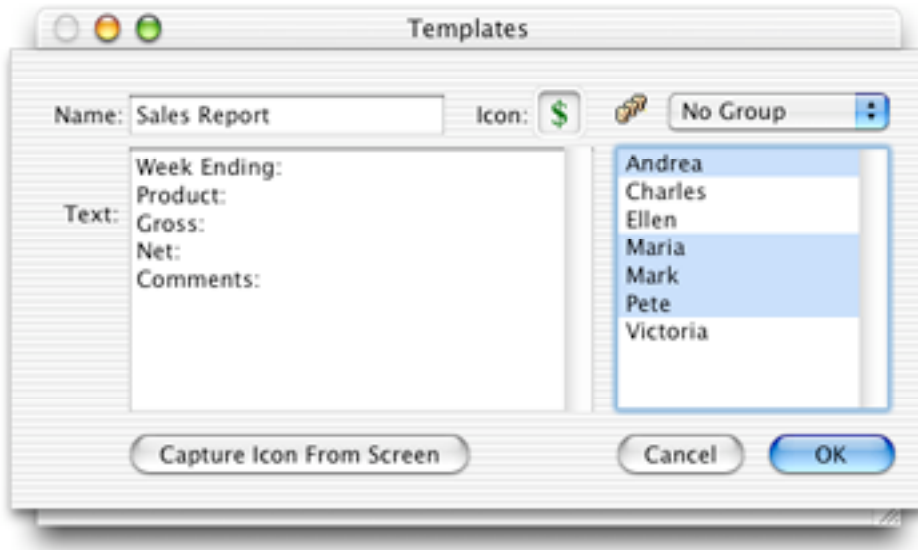 Templates
Name: Sales Report Icon: $ No Group
Text:
Week Ending:
Product:
Gross:
Net:
Comments:
Andrea
Charles
Ellen
Maria
Mark
Pete
Victoria
Capture Icon From Screen Cancel OK